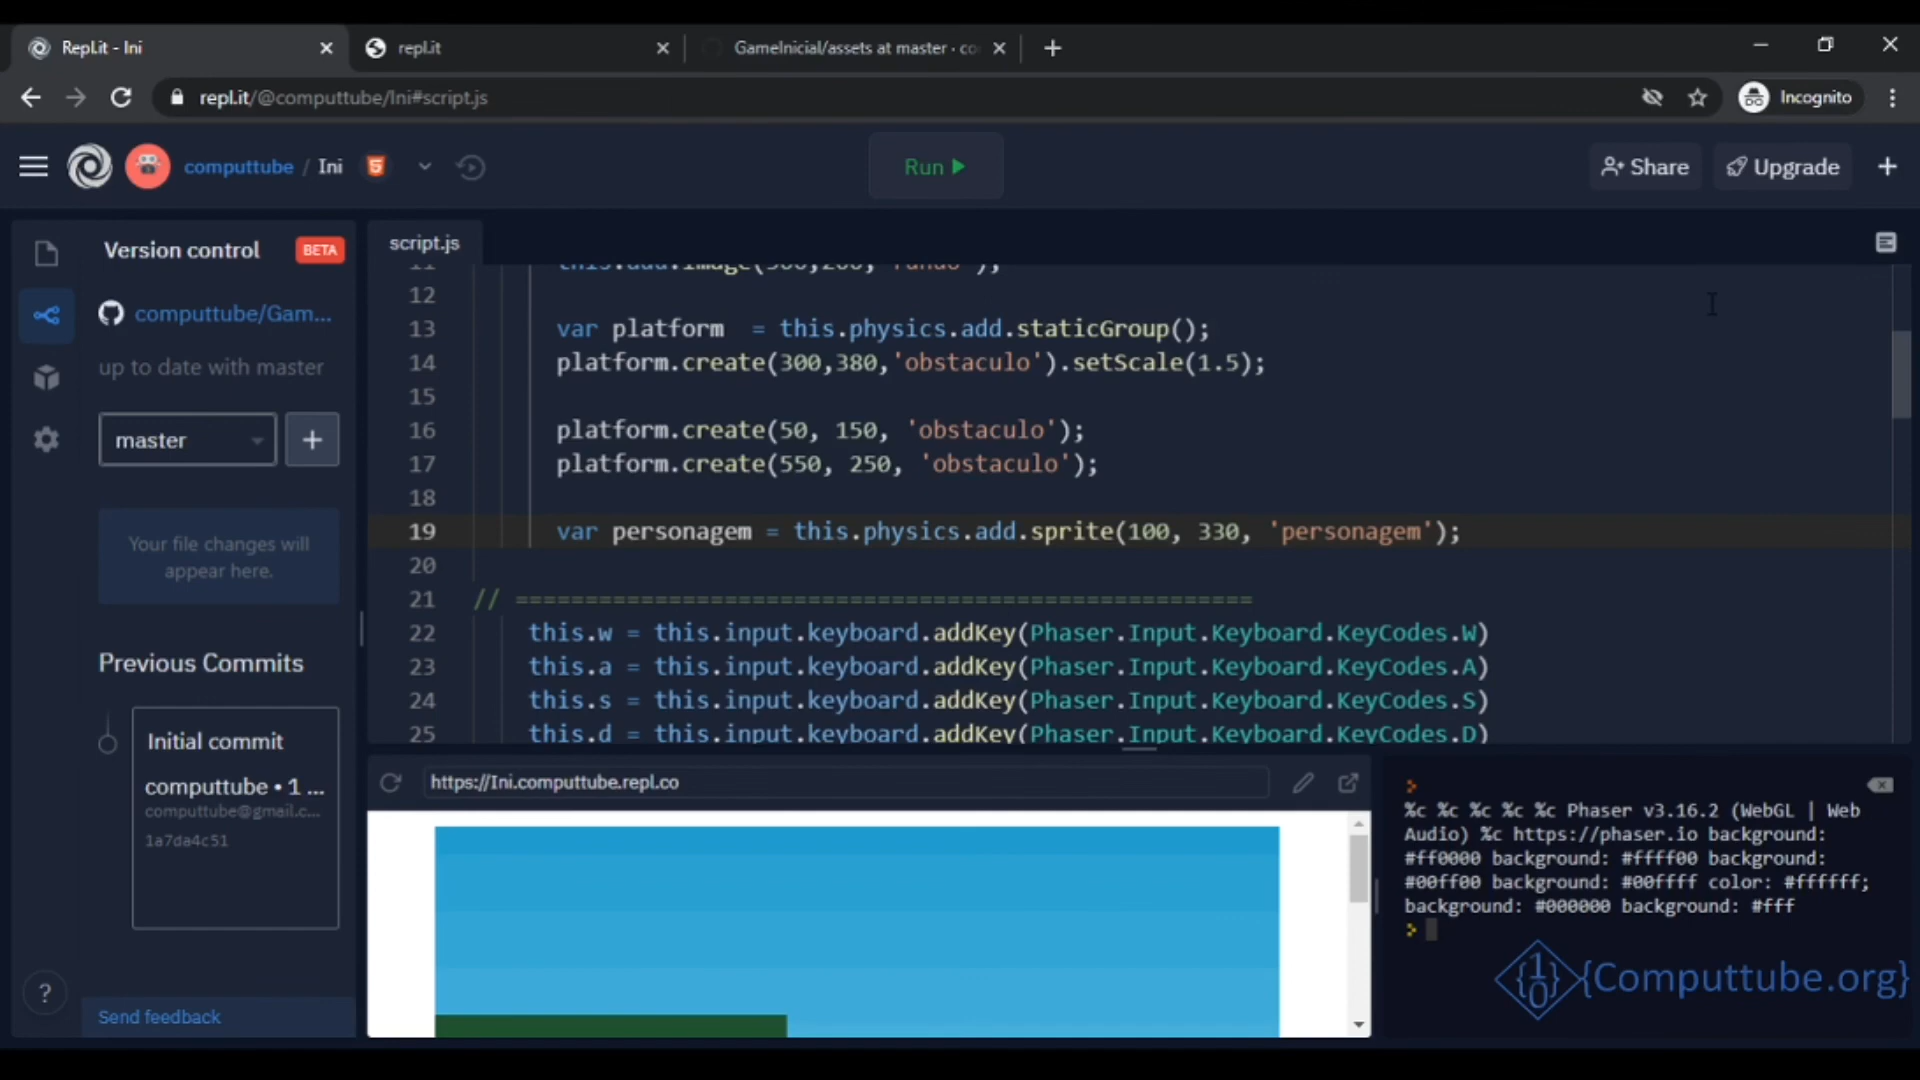 Repl.it - Ini
repl.it
GameInicial/assets at master · co
repl.it/@computtube/Ini#script.js
Incognito
computtube / Ini
Run
Share
Upgrade
Version control BETA
computtube/Gam...
up to date with master
master
Your file changes will
appear here.
Previous Commits
Initial commit
computtube • 1 ...
computtube@gmail.c...
1a7da4c51
Send feedback
script.js
12
13 var platform  = this.physics.add.staticGroup();
14 platform.create(300,380,'obstaculo').setScale(1.5);
15
16 platform.create(50, 150, 'obstaculo');
17 platform.create(550, 250, 'obstaculo');
18
19 var personagem = this.physics.add.sprite(100, 330, 'personagem');
20
21 // =====================================================
22 this.w = this.input.keyboard.addKey(Phaser.Input.Keyboard.KeyCodes.W)
23 this.a = this.input.keyboard.addKey(Phaser.Input.Keyboard.KeyCodes.A)
24 this.s = this.input.keyboard.addKey(Phaser.Input.Keyboard.KeyCodes.S)
25 this.d = this.input.keyboard.addKey(Phaser.Input.Keyboard.KeyCodes.D)
https://Ini.computtube.repl.co
%c %c %c %c %c Phaser v3.16.2 (WebGL | Web
Audio) %c https://phaser.io background:
#ff0000 background: #ffff00 background:
#00ff00 background: #00ffff color: #ffffff;
background: #000000 background: #fff
{Computtube.org}